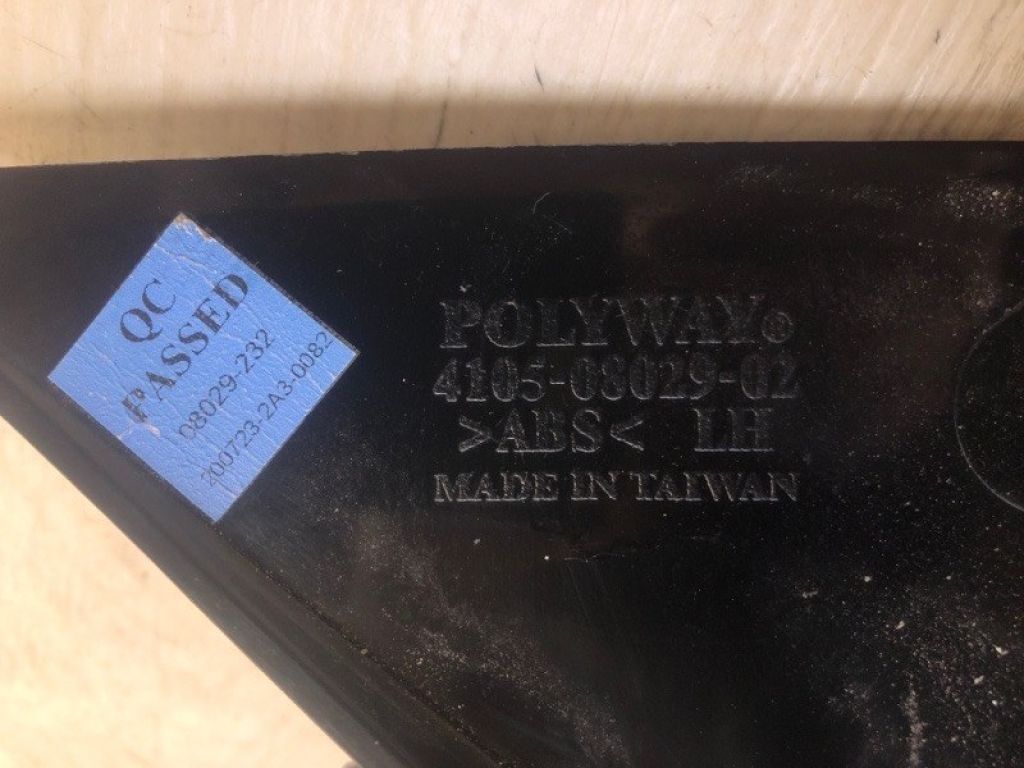 QC
PASSED
08029-232
200723-2A3-0082
POLYWAY®
4105-08029-02
>ABS< LH
MADE IN TAIWAN